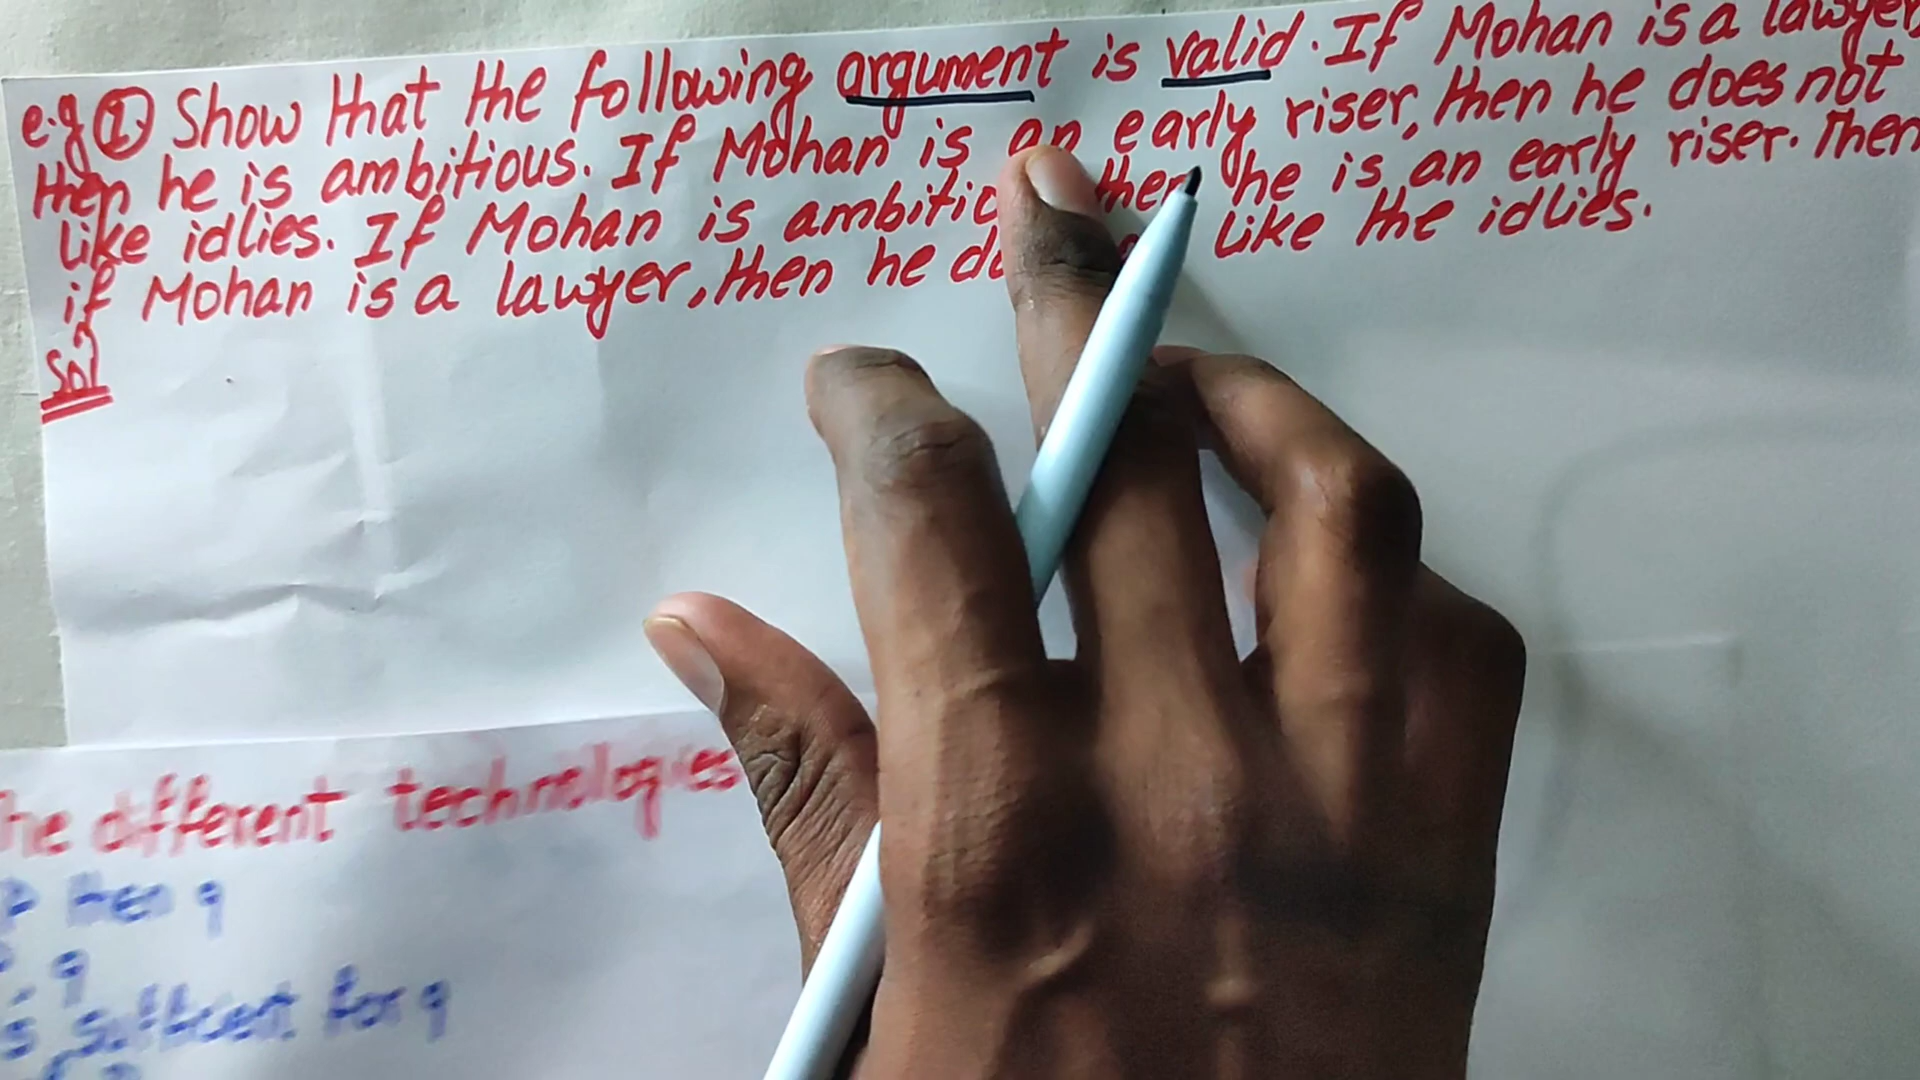 e.g ① Show that the following argument is valid. If Mohan is a lawyer,
then he is ambitious. If Mohan is an early riser, then he does not
like idlies. If Mohan is ambitio then he is an early riser. Then
if Mohan is a lawyer, then he do like the idlies.
Sol
The different technologies
P then q
q
is sufficient for q